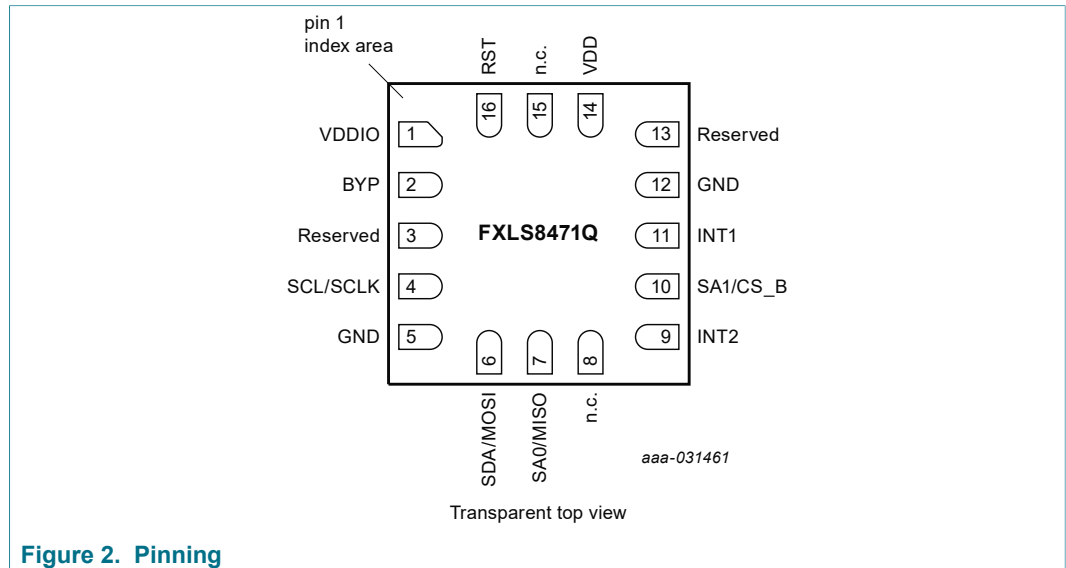 pin 1
index area
RST
n.c.
VDD
16
15
14
VDDIO
1
13
Reserved
BYP
2
12
GND
Reserved
3
FXLS8471Q
11
INT1
SCL/SCLK
4
10
SA1/CS_B
GND
5
9
INT2
6
7
8
SDA/MOSI
SA0/MISO
n.c.
aaa-031461
Transparent top view
Figure 2. Pinning